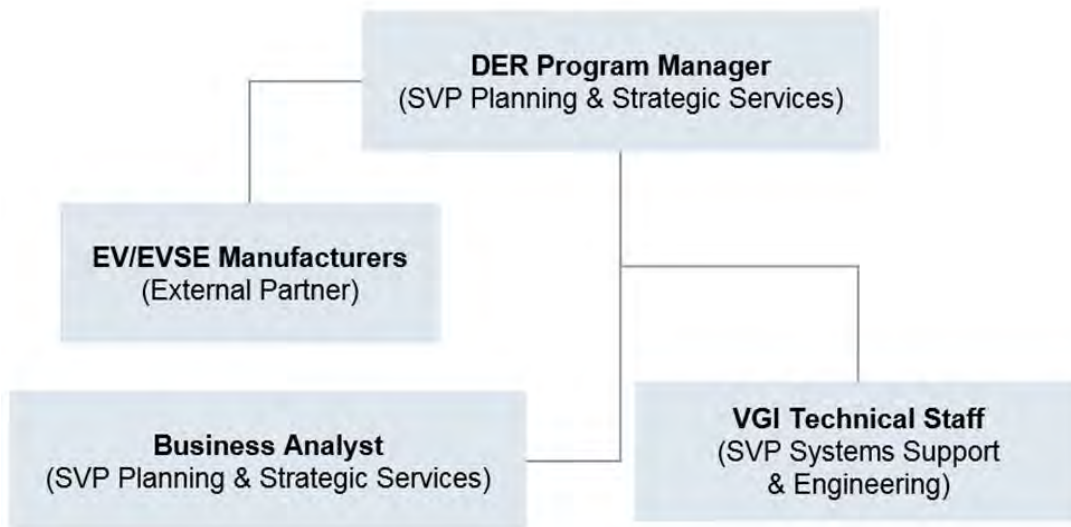 DER Program Manager
(SVP Planning & Strategic Services)
EV/EVSE Manufacturers
(External Partner)
Business Analyst
(SVP Planning & Strategic Services)
VGI Technical Staff
(SVP Systems Support
& Engineering)